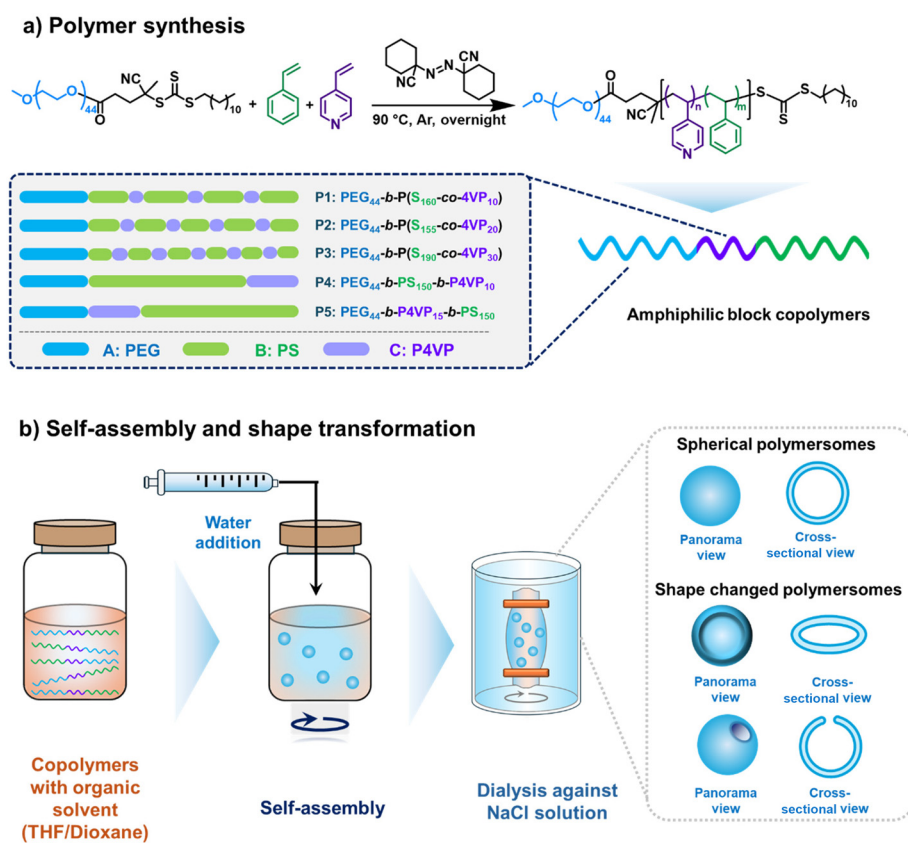 a) Polymer synthesis
O
O
44
O
NC
S
S
S
10
+
+
N
CN
N=N
NC
90 °C, Ar, overnight
O
O
44
O
NC
n
m
N
S
S
S
10
P1: PEG44-b-P(S160-co-4VP10)
P2: PEG44-b-P(S155-co-4VP20)
P3: PEG44-b-P(S190-co-4VP30)
P4: PEG44-b-PS150-b-P4VP10
P5: PEG44-b-P4VP15-b-PS150
A: PEG B: PS C: P4VP
Amphiphilic block copolymers
b) Self-assembly and shape transformation
Water
addition
Copolymers
with organic
solvent
(THF/Dioxane)
Self-assembly
Dialysis against
NaCl solution
Spherical polymersomes
Panorama
view
Cross-
sectional view
Shape changed polymersomes
Panorama
view
Cross-
sectional view
Panorama
view
Cross-
sectional view